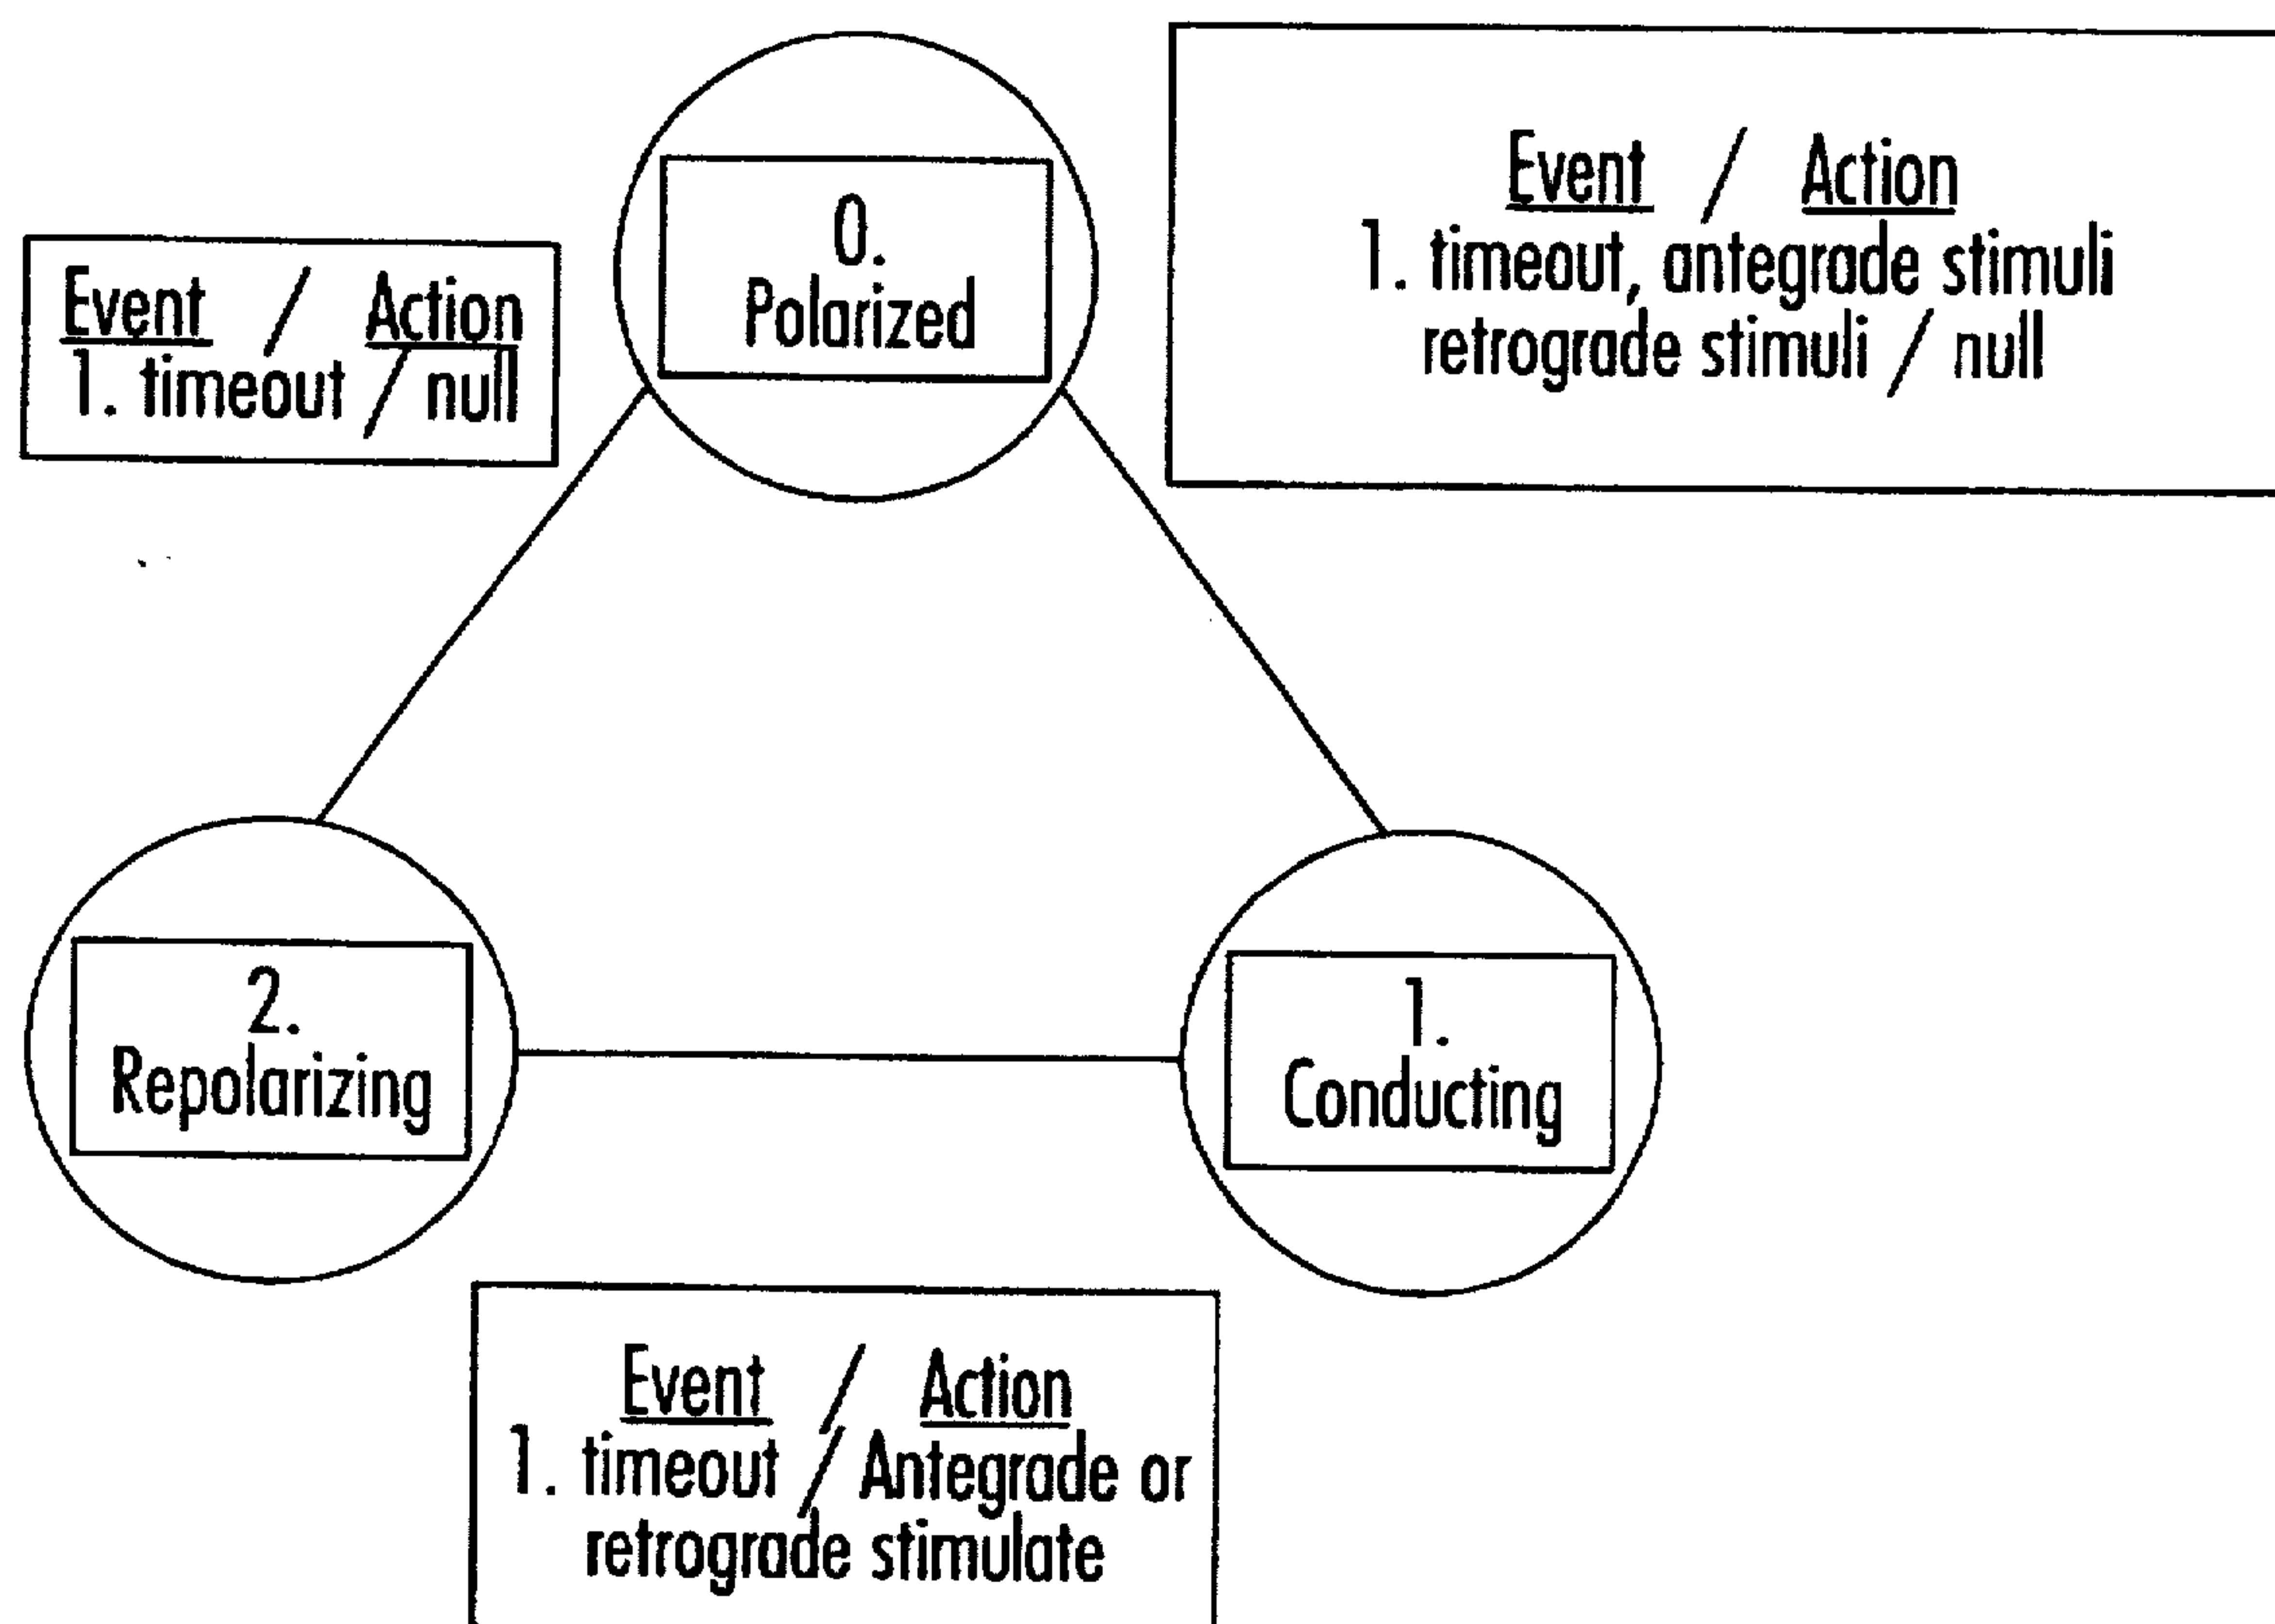 0.
Polarized
Event / Action
1. timeout, antegrade stimuli
retrograde stimuli / null
Event / Action
1. timeout / null
2.
Repolarizing
1.
Conducting
Event / Action
1. timeout / Antegrade or
retrograde stimulate